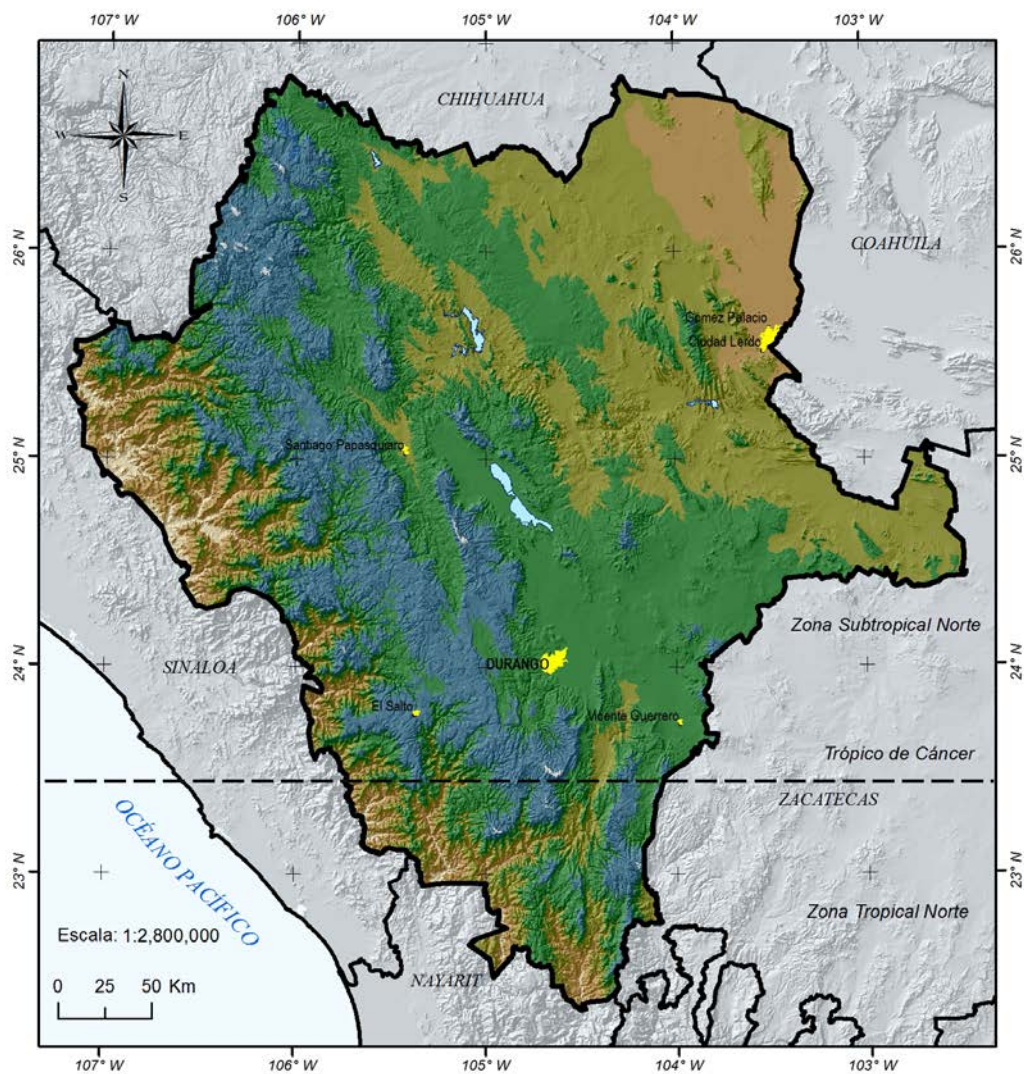 107° W 106° W 105° W 104° W 103° W
N
W E
S
CHIHUAHUA
26° N 26° N
COAHUILA
Gómez Palacio
Ciudad Lerdo
25° N 25° N
Santiago Papasquiaro
Zona Subtropical Norte
24° N 24° N
SINALOA
DURANGO
El Salto
Vicente Guerrero
Trópico de Cáncer
ZACATECAS
OCÉANO PACÍFICO
23° N 23° N
Zona Tropical Norte
Escala: 1:2,800,000
NAYARIT
0 25 50 Km
107° W 106° W 105° W 104° W 103° W